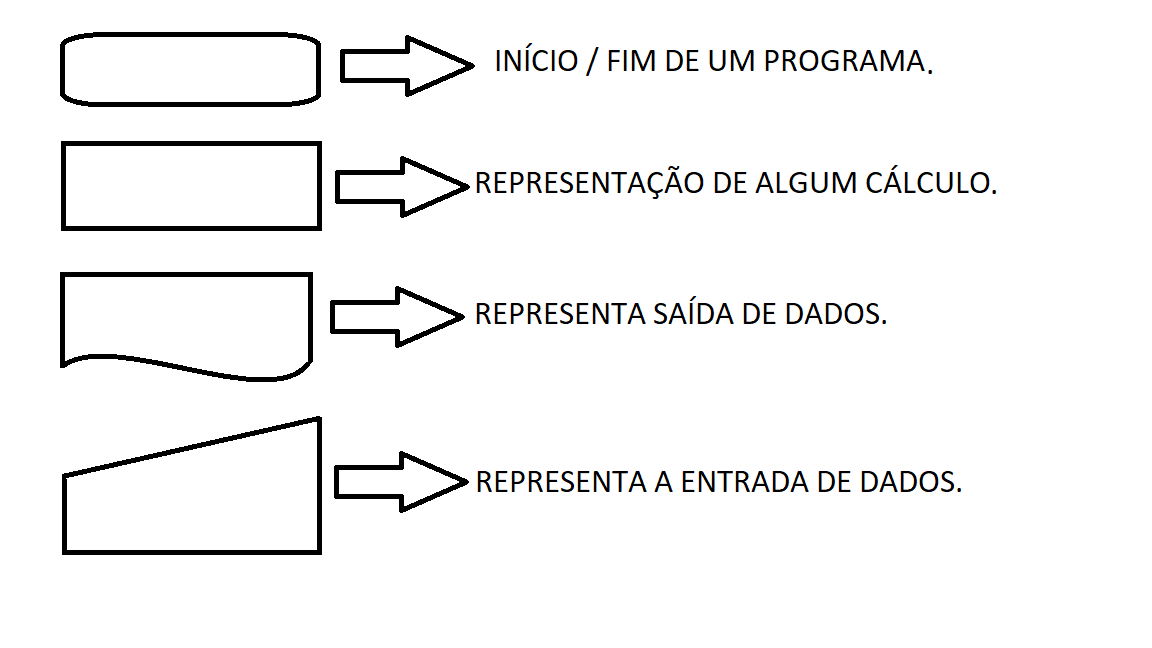 INÍCIO / FIM DE UM PROGRAMA.
REPRESENTAÇÃO DE ALGUM CÁLCULO.
REPRESENTA SAÍDA DE DADOS.
REPRESENTA A ENTRADA DE DADOS.